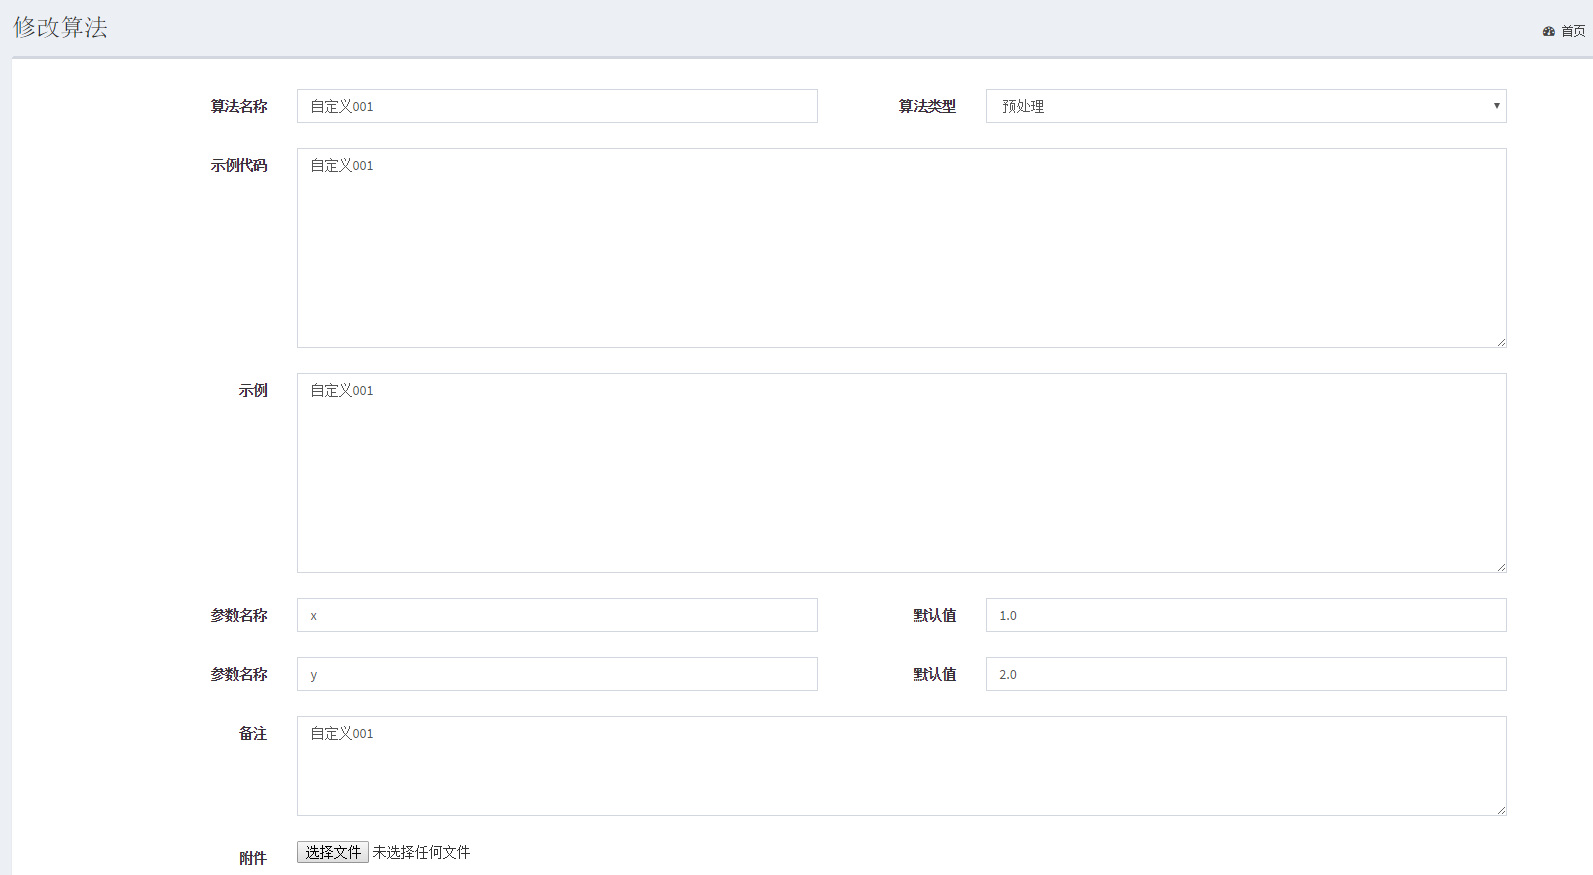 修改算法
首页
算法名称 自定义001 算法类型 预处理
示例代码 自定义001
示例 自定义001
参数名称 x 默认值 1.0
参数名称 y 默认值 2.0
备注 自定义001
附件 选择文件 未选择任何文件